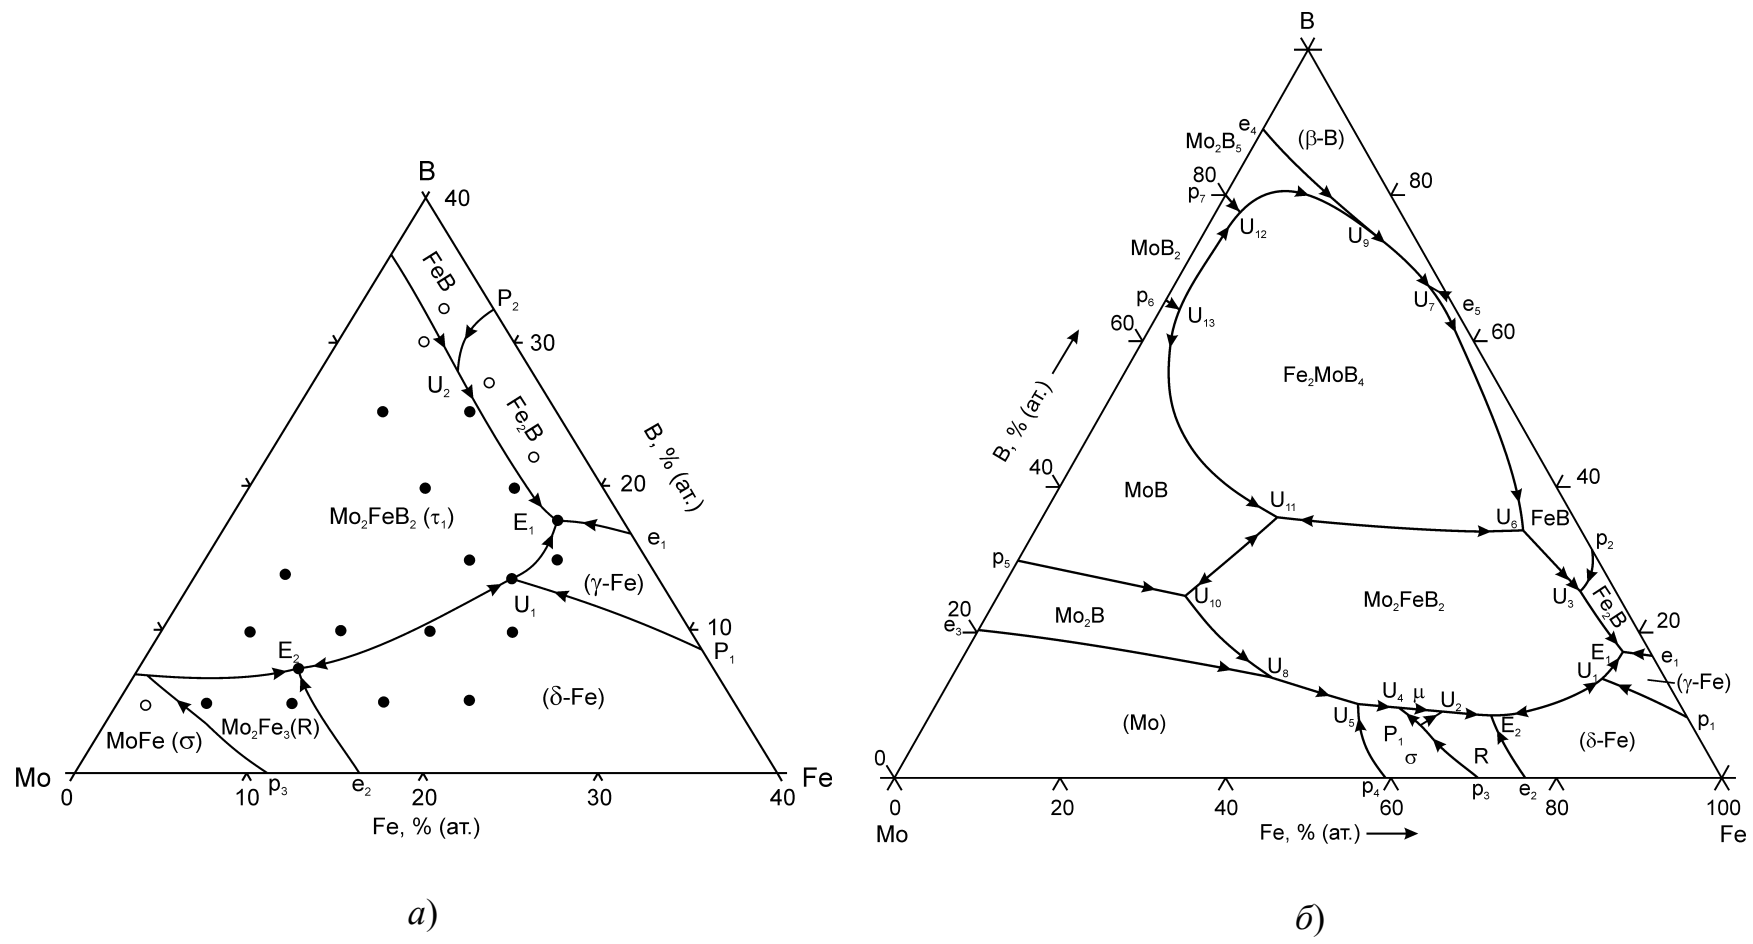 B
40
FeB
P₂
30
U₂
Fe₂B
B, % (ат.)
20
Mo₂FeB₂ (τ₁)
E₁
e₁
(γ-Fe)
U₁
10
P₁
E₂
(δ-Fe)
Mo₂Fe₃(R)
MoFe (σ)
Mo
Fe
0
10
p₃
e₂
20
30
40
Fe, % (ат.)
а)
B
e₄
(β-B)
Mo₂B₅
80
80
p₇
U₁₂
U₉
MoB₂
p₆
U₁₃
U₇
e₅
60
60
Fe₂MoB₄
B, % (ат.)
40
40
MoB
U₁₁
U₆
FeB
p₂
p₅
U₁₀
Mo₂FeB₂
U₃
Fe₂B
20
20
Mo₂B
e₃
E₁
e₁
U₈
U₁
(γ-Fe)
U₄
μ
U₂
(Mo)
U₅
E₂
p₁
P₁
σ
R
(δ-Fe)
0
p₄
p₃
e₂
0
20
40
60
80
100
Mo
Fe, % (ат.)
Fe
б)